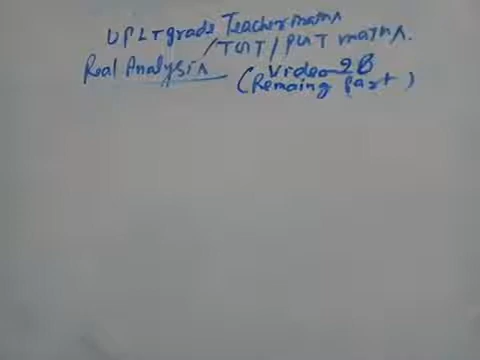 UP LT grade Teacher maths
/TGT/PGT maths.
Real Analysis Video-28
(Remaing part)